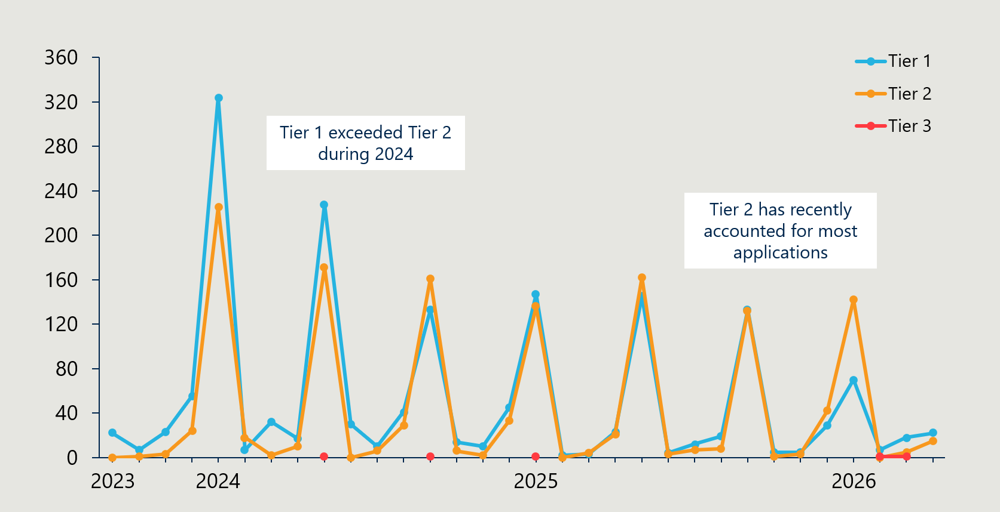 360
320
280
240
200
160
120
80
40
0
2023
2024
2025
2026
Tier 1
Tier 2
Tier 3
Tier 1 exceeded Tier 2
during 2024
Tier 2 has recently
accounted for most
applications